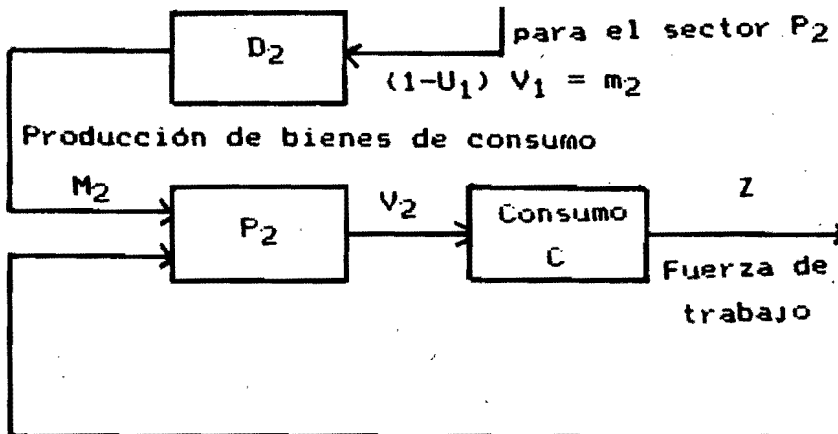 para el sector P2
D2
(1-U1) V1 = m2
Producción de bienes de consumo
M2
P2
V2
Consumo
C
Z
Fuerza de
trabajo